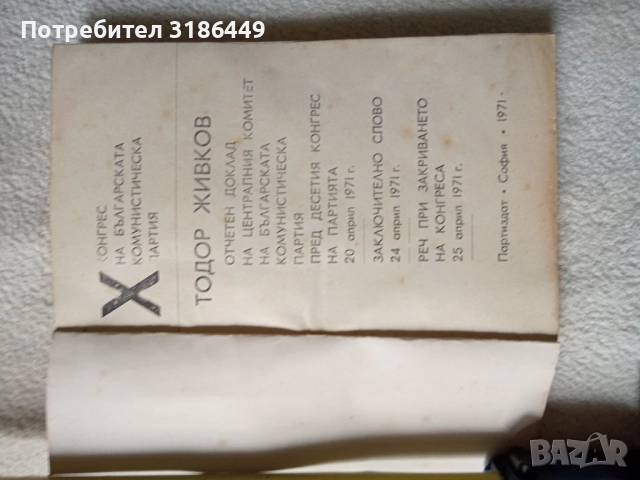 Потребител 3186449
X
КОНГРЕС
НА БЪЛГАРСКАТА
КОМУНИСТИЧЕСКА
ПАРТИЯ
ТОДОР ЖИВКОВ
ОТЧЕТЕН ДОКЛАД
НА ЦЕНТРАЛНИЯ КОМИТЕТ
НА БЪЛГАРСКАТА
КОМУНИСТИЧЕСКА
ПАРТИЯ
ПРЕД ДЕСЕТИЯ КОНГРЕС
НА ПАРТИЯТА
20 април 1971 г.
ЗАКЛЮЧИТЕЛНО СЛОВО
24 април 1971 г.
РЕЧ ПРИ ЗАКРИВАНЕТО
НА КОНГРЕСА
25 април 1971 г.
Партиздат • София • 1971 •
BAZAR